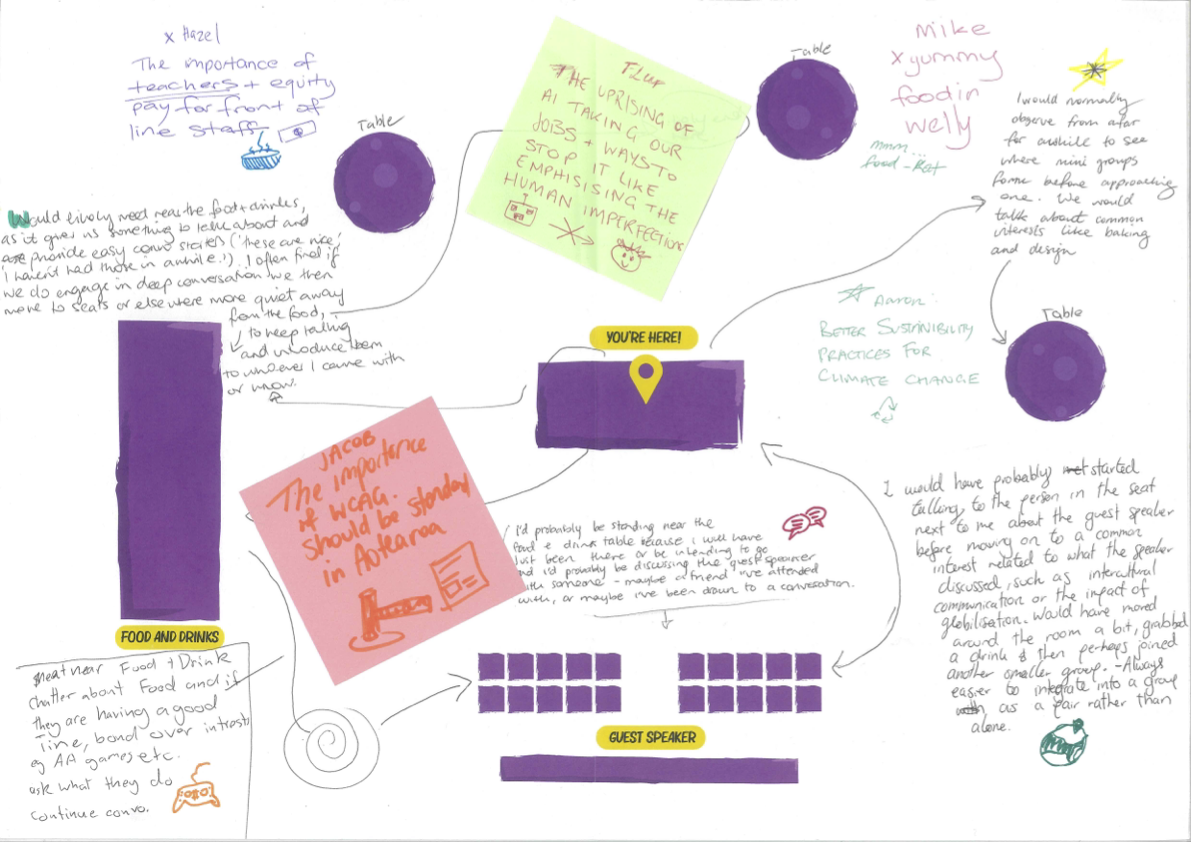 x Hazel
The importance of
teachers + equity
pay for front of
line staff
Table
Would likely meet near the food + drinks,
as it gives us something to talk about and
provide easy convo starters ('these are nice,'
'I haven't had those in awhile!') I often find if
we do engage in deep conversation we then
move to seats or elsewhere more quiet away
from the food,
to keep talking
and introduce them
to whoever I came with
or know.
FLUP
THE UPRISING OF
AI TAKING OUR
JOBS + WAYS TO
STOP IT LIKE
EMPHISISING THE
HUMAN IMPERFECTIONS
Table
Mike
x yummy
food in
welly
mmm...
food - Kat
I would normally
observe from afar
for awhile to see
where mini groups
form before approaching
one. We would
talk about common
interests like baking
and design
Table
Aaron:
BETTER SUSTAINIBILITY
PRACTICES FOR
CLIMATE CHANGE
YOU'RE HERE!
JACOB
The importance
of WCAG.
Should be standard
in Aotearoa
I'd probably be standing near the
food & drink table because I will have
just been there or be intending to go
and I'd probably be discussing the guest speaker
with someone - maybe a friend I've attended
with, or maybe I've been drawn to a conversation.
I would have probably started
talking to the person in the seat
next to me about the guest speaker
before moving on to a common
interest related to what the speaker
discussed, such as intercultural
communication or the impact of
globilisation. Would have moved
around the room a bit, grabbed
a drink & then perhaps joined
another smaller group. - Always
easier to integrate into a group
as a pair rather than
alone.
FOOD AND DRINKS
Meat near Food + Drink
chatter about Food and if
they are having a good
time, bond over intrests
eg AA games etc.
ask what they do
continue convo.
GUEST SPEAKER